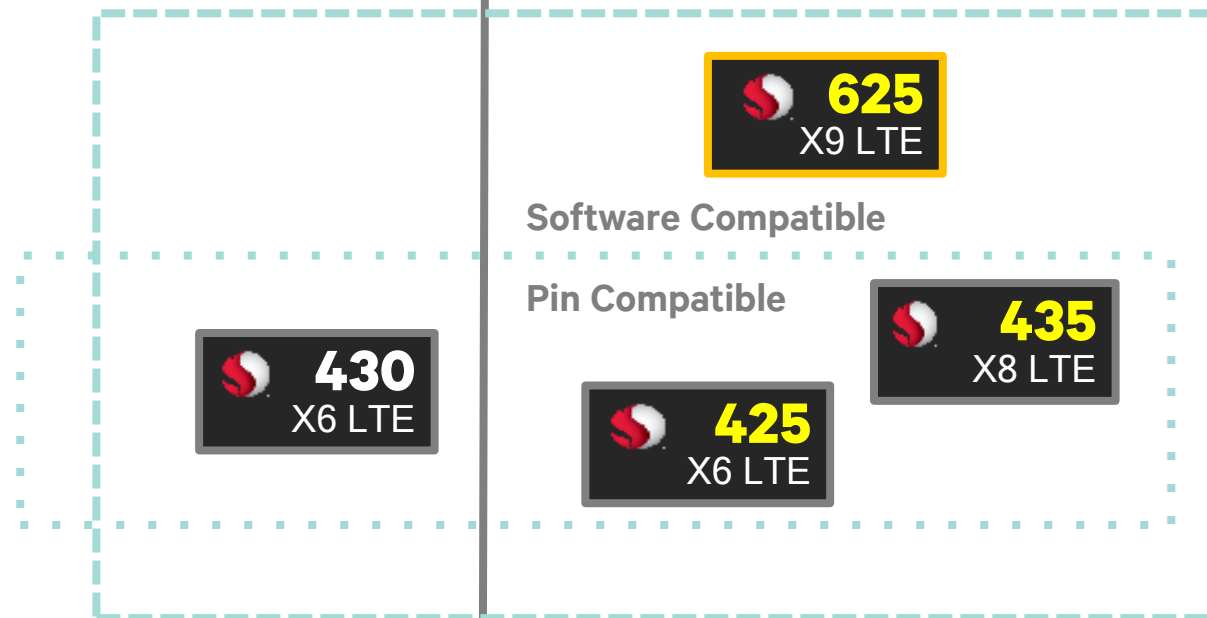 625
X9 LTE
Software Compatible
Pin Compatible
435
X8 LTE
430
X6 LTE
425
X6 LTE